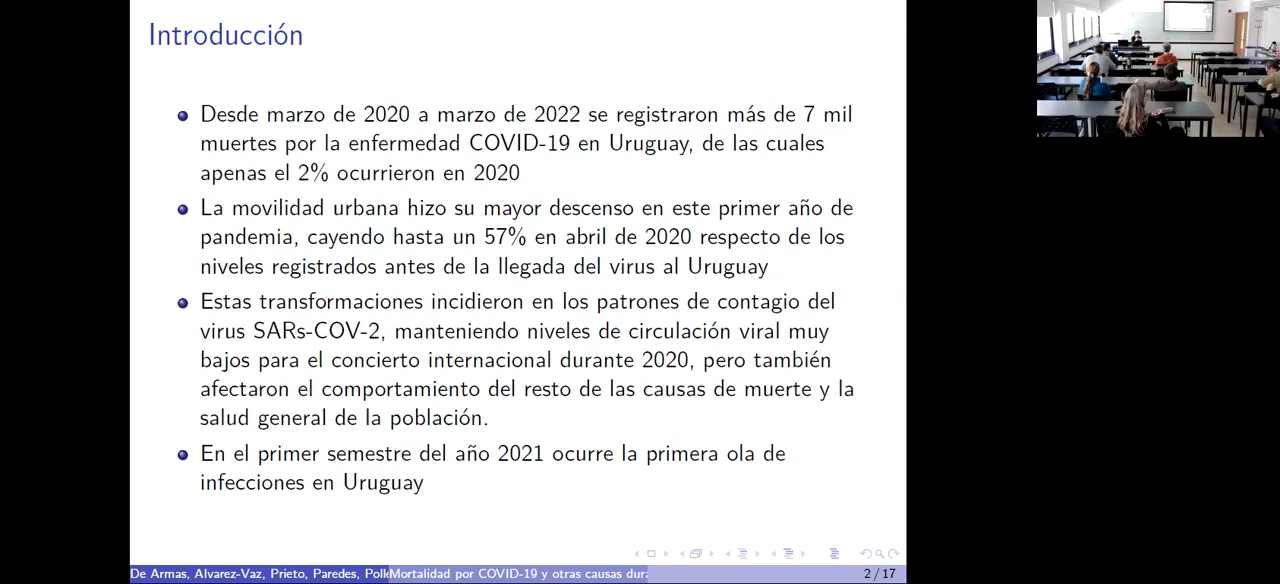 Introducción
Desde marzo de 2020 a marzo de 2022 se registraron más de 7 mil
muertes por la enfermedad COVID-19 en Uruguay, de las cuales
apenas el 2% ocurrieron en 2020
La movilidad urbana hizo su mayor descenso en este primer año de
pandemia, cayendo hasta un 57% en abril de 2020 respecto de los
niveles registrados antes de la llegada del virus al Uruguay
Estas transformaciones incidieron en los patrones de contagio del
virus SARs-COV-2, manteniendo niveles de circulación viral muy
bajos para el concierto internacional durante 2020, pero también
afectaron el comportamiento del resto de las causas de muerte y la
salud general de la población.
En el primer semestre del año 2021 ocurre la primera ola de
infecciones en Uruguay
De Armas, Alvarez-Vaz, Prieto, Paredes, Polle
Mortalidad por COVID-19 y otras causas dur
2 / 17